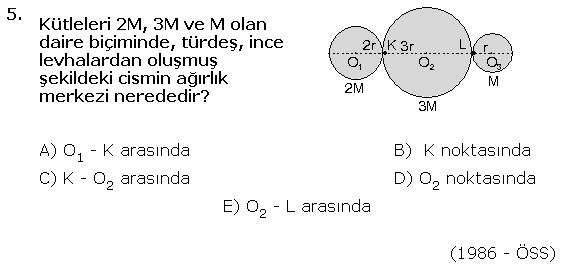 5.
Kütleleri 2M, 3M ve M olan
daire biçiminde, türdeş, ince
levhalardan oluşmuş
şekildeki cismin ağırlık
merkezi nerededir?
2r K 3r L r
O₁ O₂ O₃
2M 3M M
A) O₁ - K arasında
B) K noktasında
C) K - O₂ arasında
D) O₂ noktasında
E) O₂ - L arasında
(1986 - ÖSS)